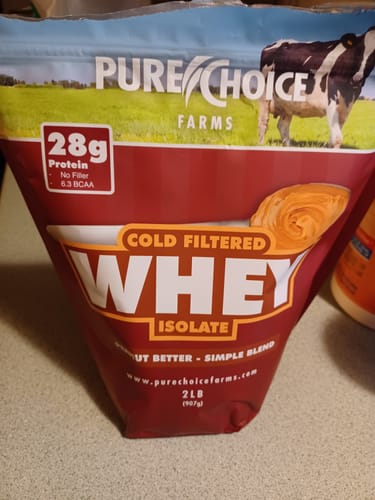 PURE CHOICE
FARMS
28g
Protein
- No Filler
- 6.3 BCAA
COLD FILTERED
WHEY
ISOLATE
BETTER - SIMPLE BLEND
www.purechoicefarms.com
2LB
(907g)